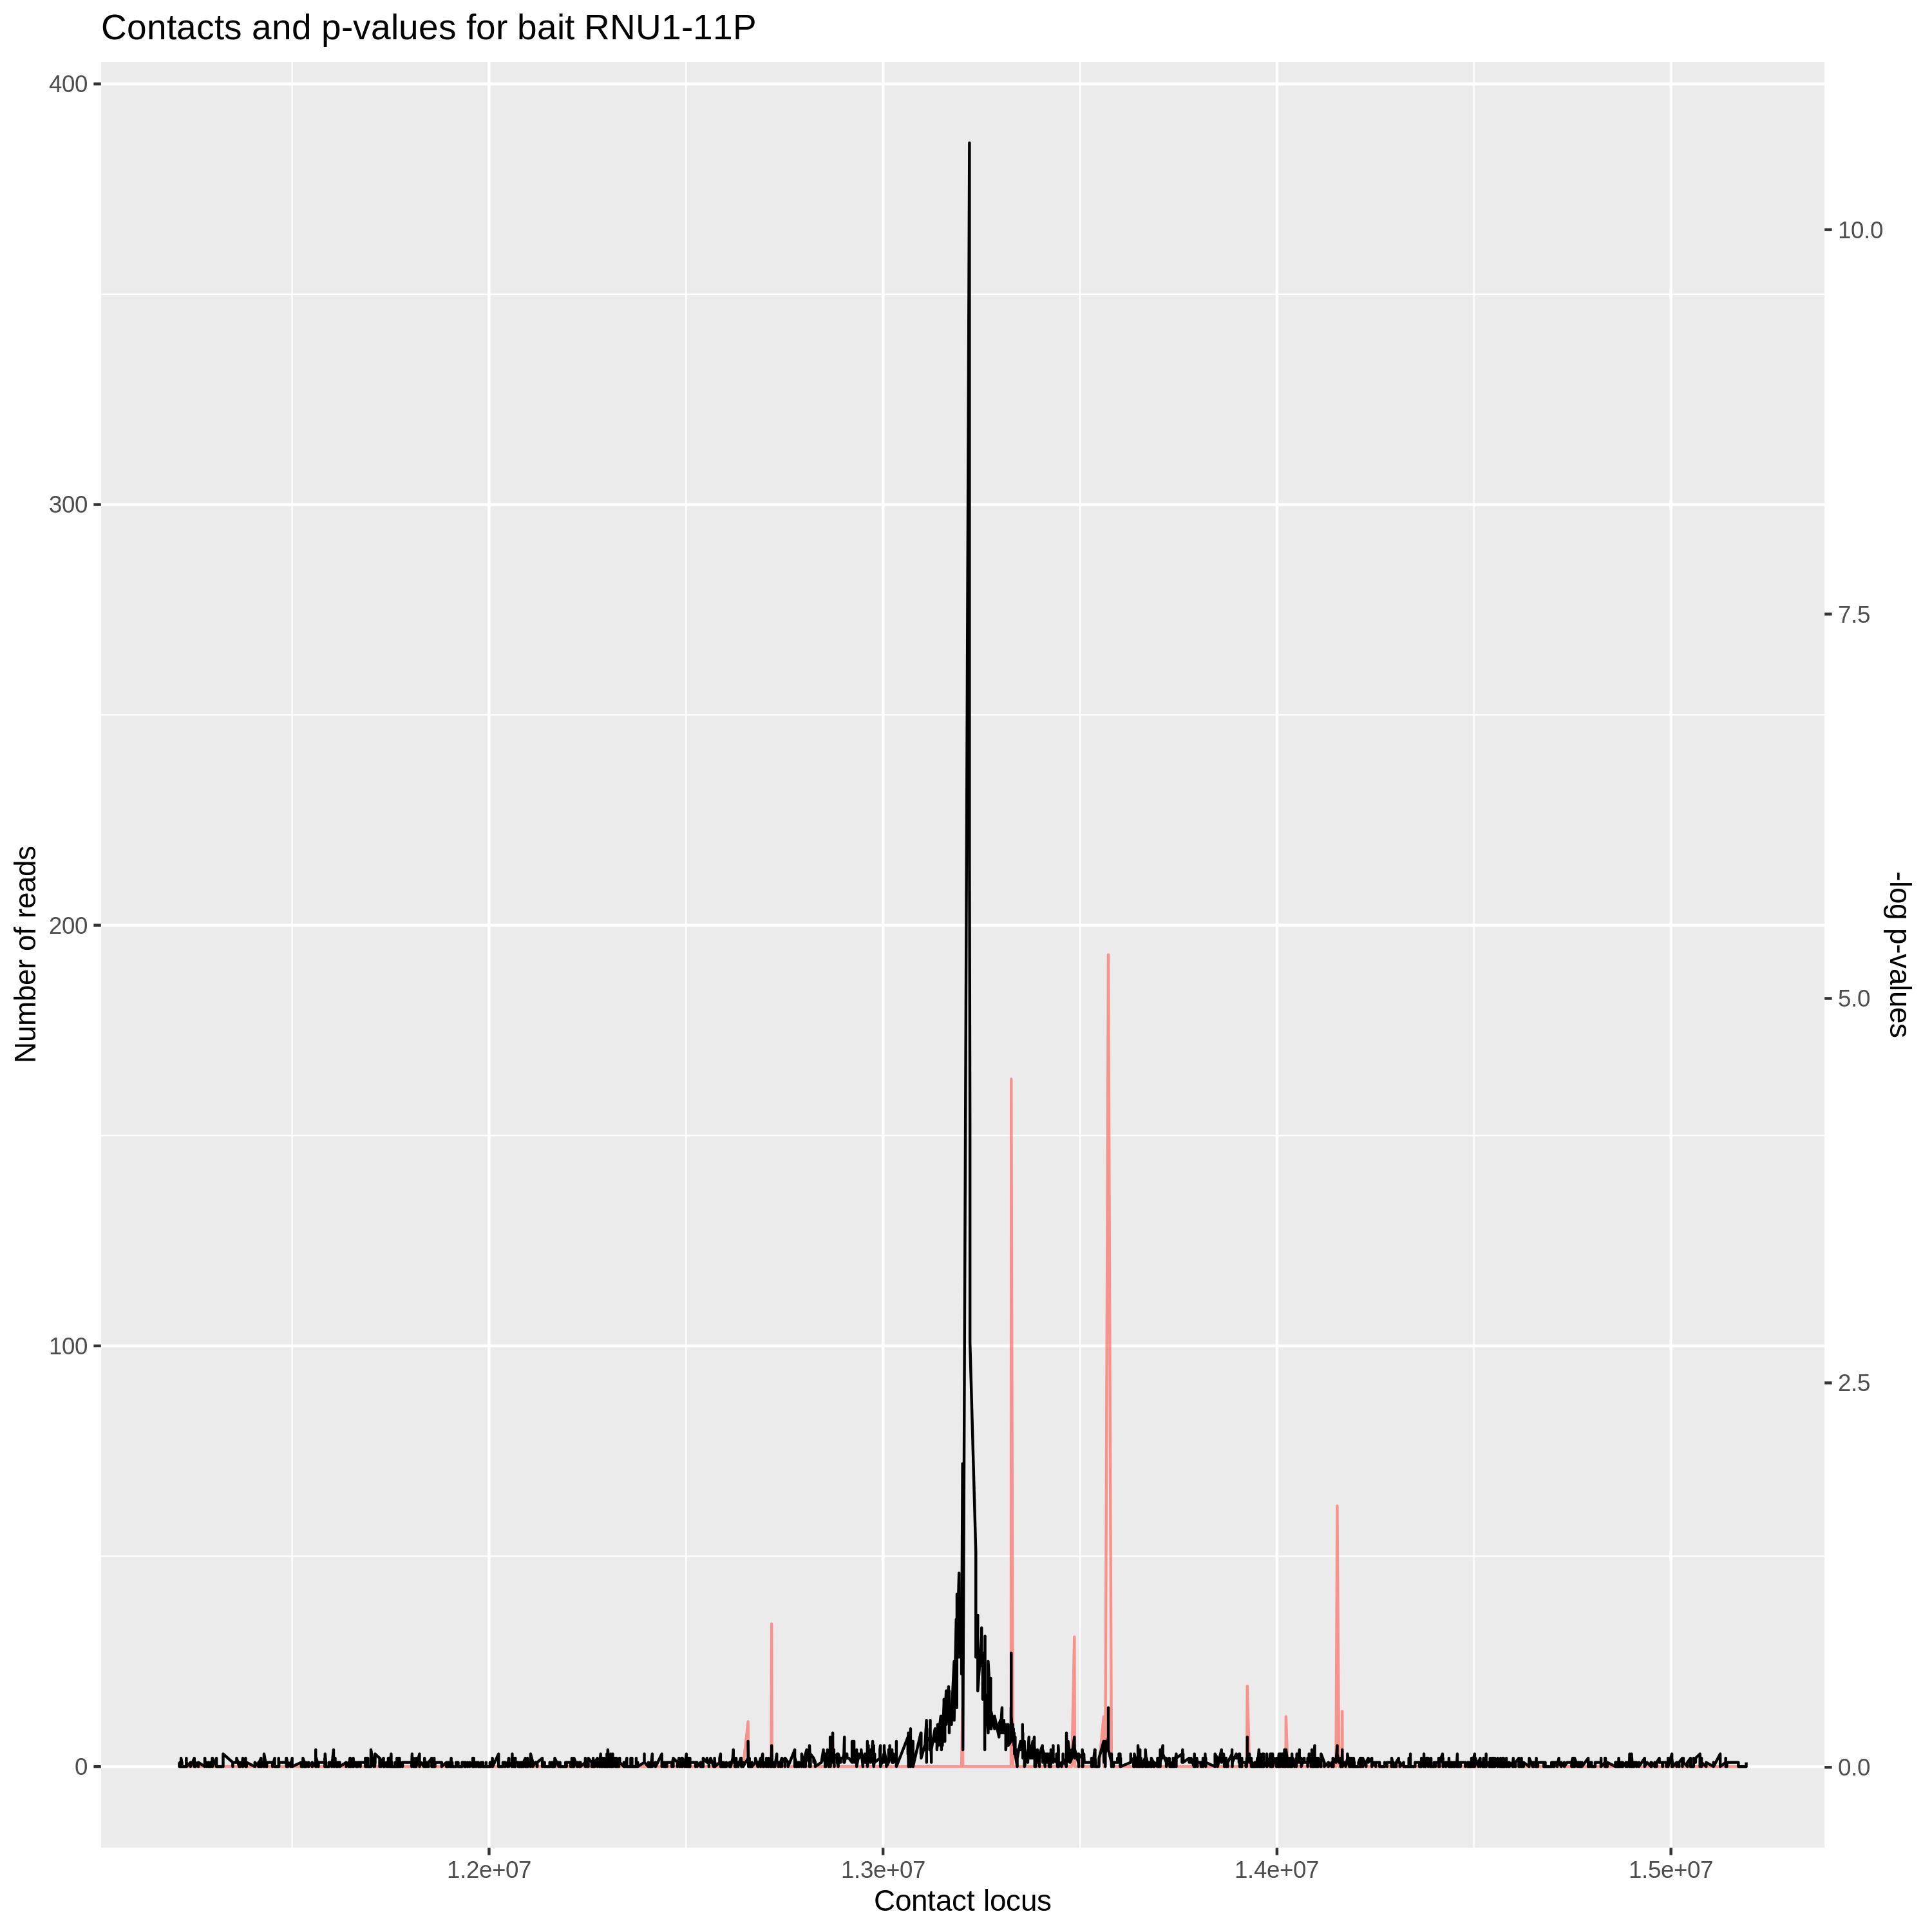 Contacts and p-values for bait RNU1-11P
400
300
200
100
0
Number of reads
10.0
7.5
5.0
2.5
0.0
-log p-values
1.2e+07
1.3e+07
1.4e+07
1.5e+07
Contact locus